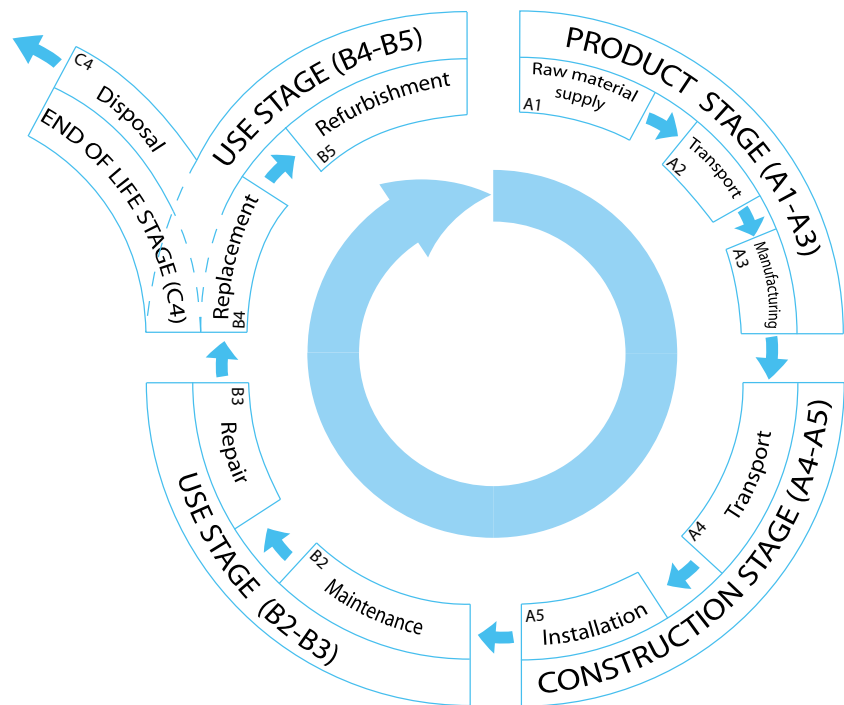 PRODUCT STAGE (A1-A3)
Raw material
supply
A1
Transport
A2
Manufacturing
A3
CONSTRUCTION STAGE (A4-A5)
Transport
A4
Installation
A5
USE STAGE (B2-B3)
Maintenance
B2
Repair
B3
USE STAGE (B4-B5)
Replacement
B4
Refurbishment
B5
END OF LIFE STAGE (C4)
Disposal
C4